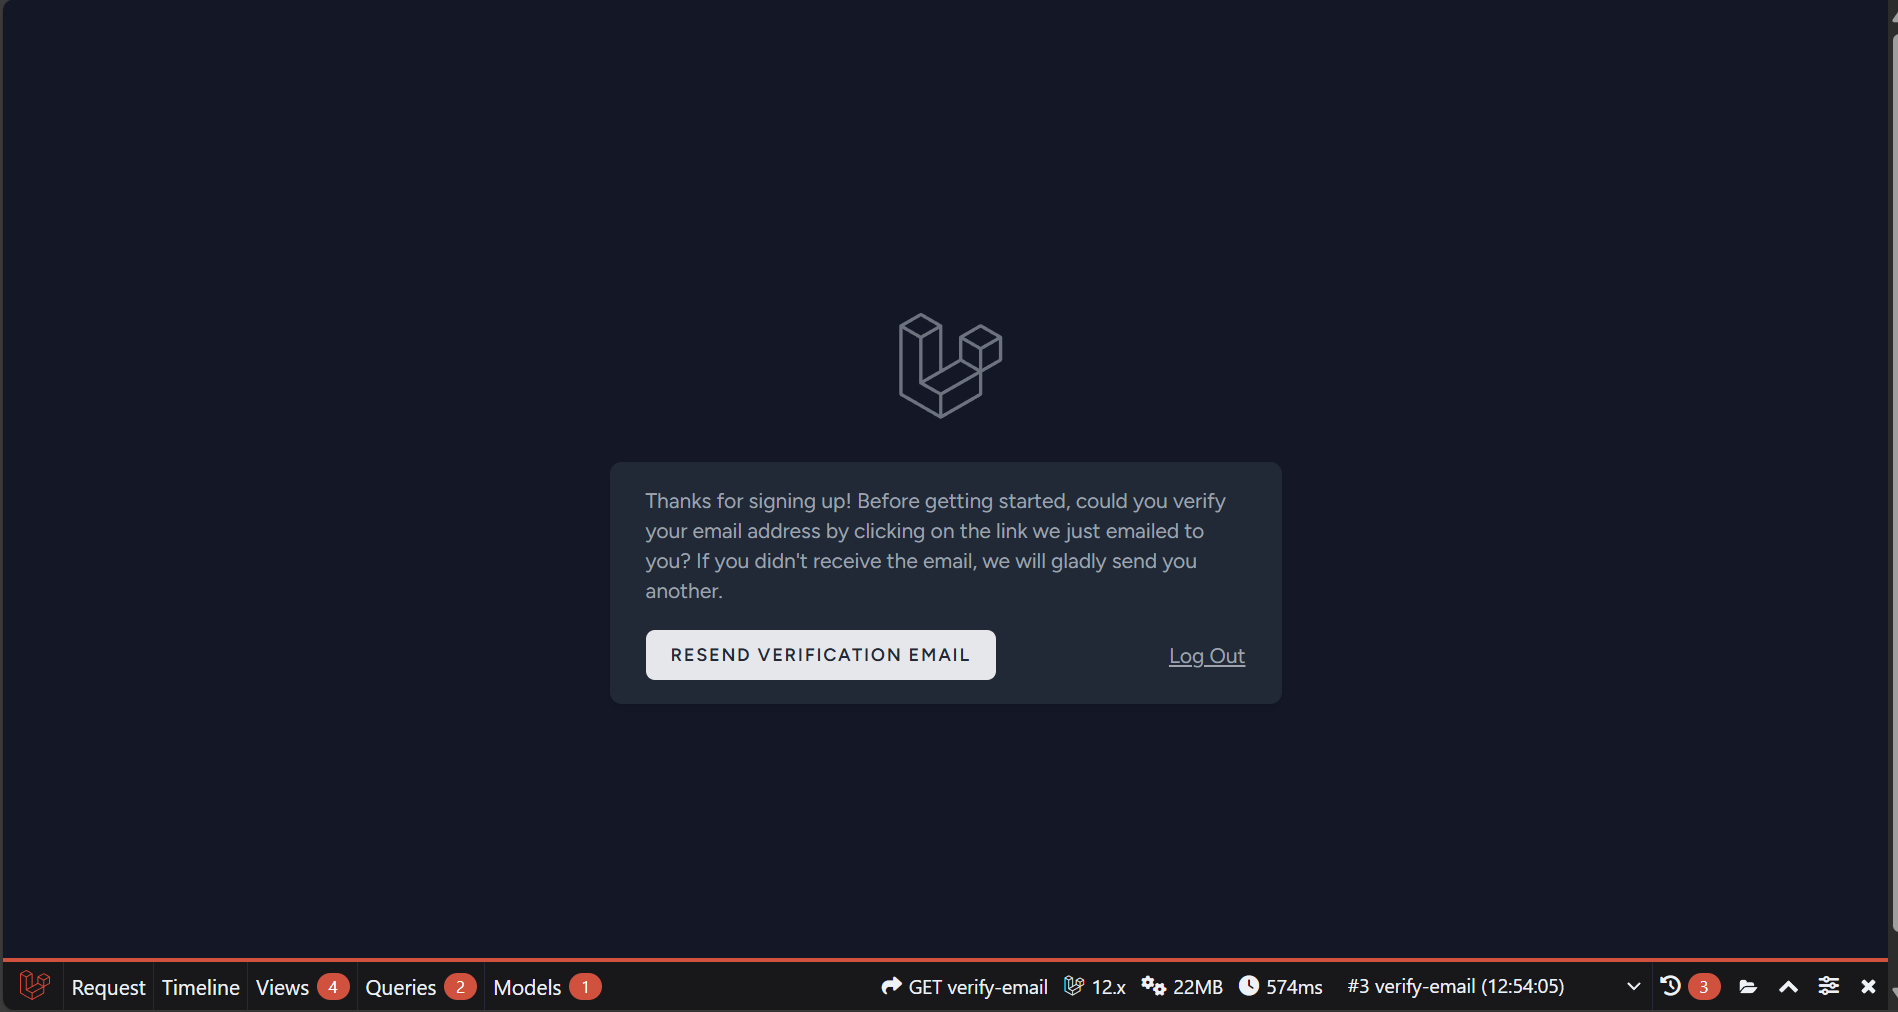 Thanks for signing up! Before getting started, could you verify
your email address by clicking on the link we just emailed to
you? If you didn't receive the email, we will gladly send you
another.
RESEND VERIFICATION EMAIL
Log Out
Request
Timeline
Views 4
Queries 2
Models 1
GET verify-email
12.x
22MB
574ms
#3 verify-email (12:54:05)
3